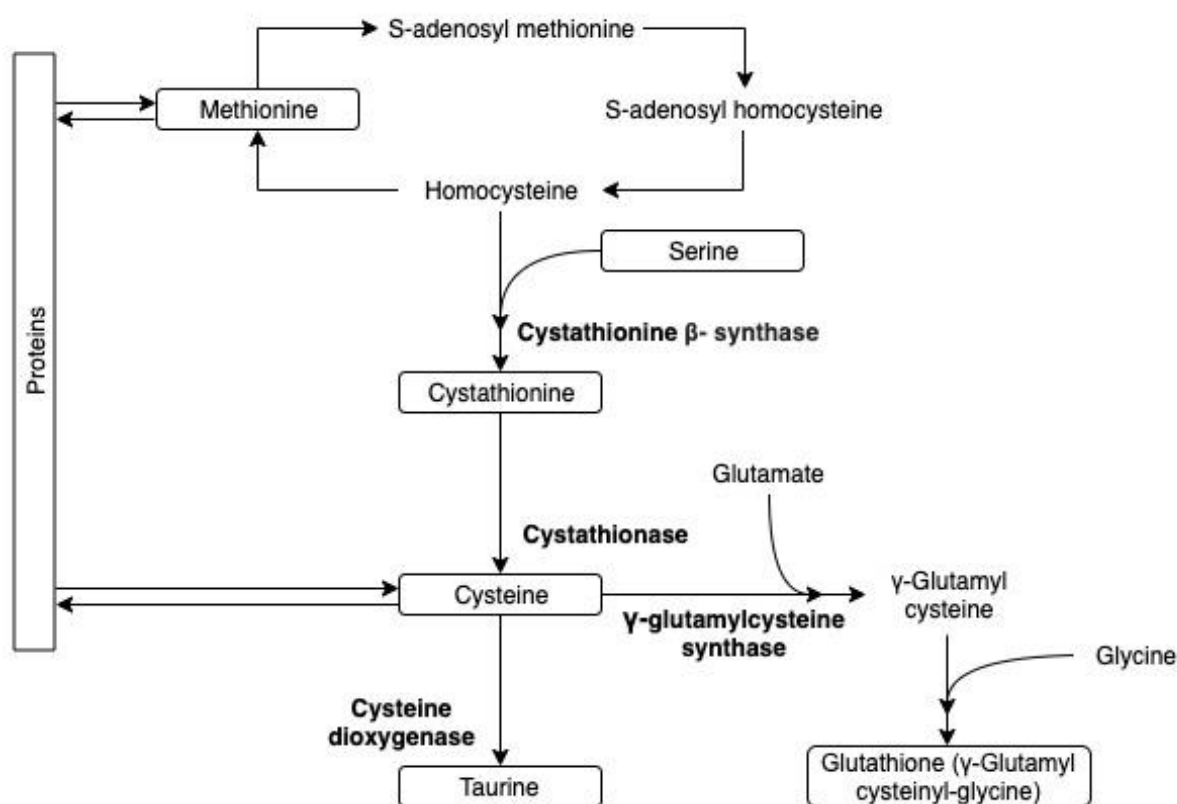 S-adenosyl methionine
Methionine
S-adenosyl homocysteine
Homocysteine
Serine
Proteins
Cystathionine β- synthase
Cystathionine
Glutamate
Cystathionase
Cysteine
γ-Glutamyl
cysteine
γ-glutamylcysteine
synthase
Glycine
Cysteine
dioxygenase
Taurine
Glutathione (γ-Glutamyl
cysteinyl-glycine)